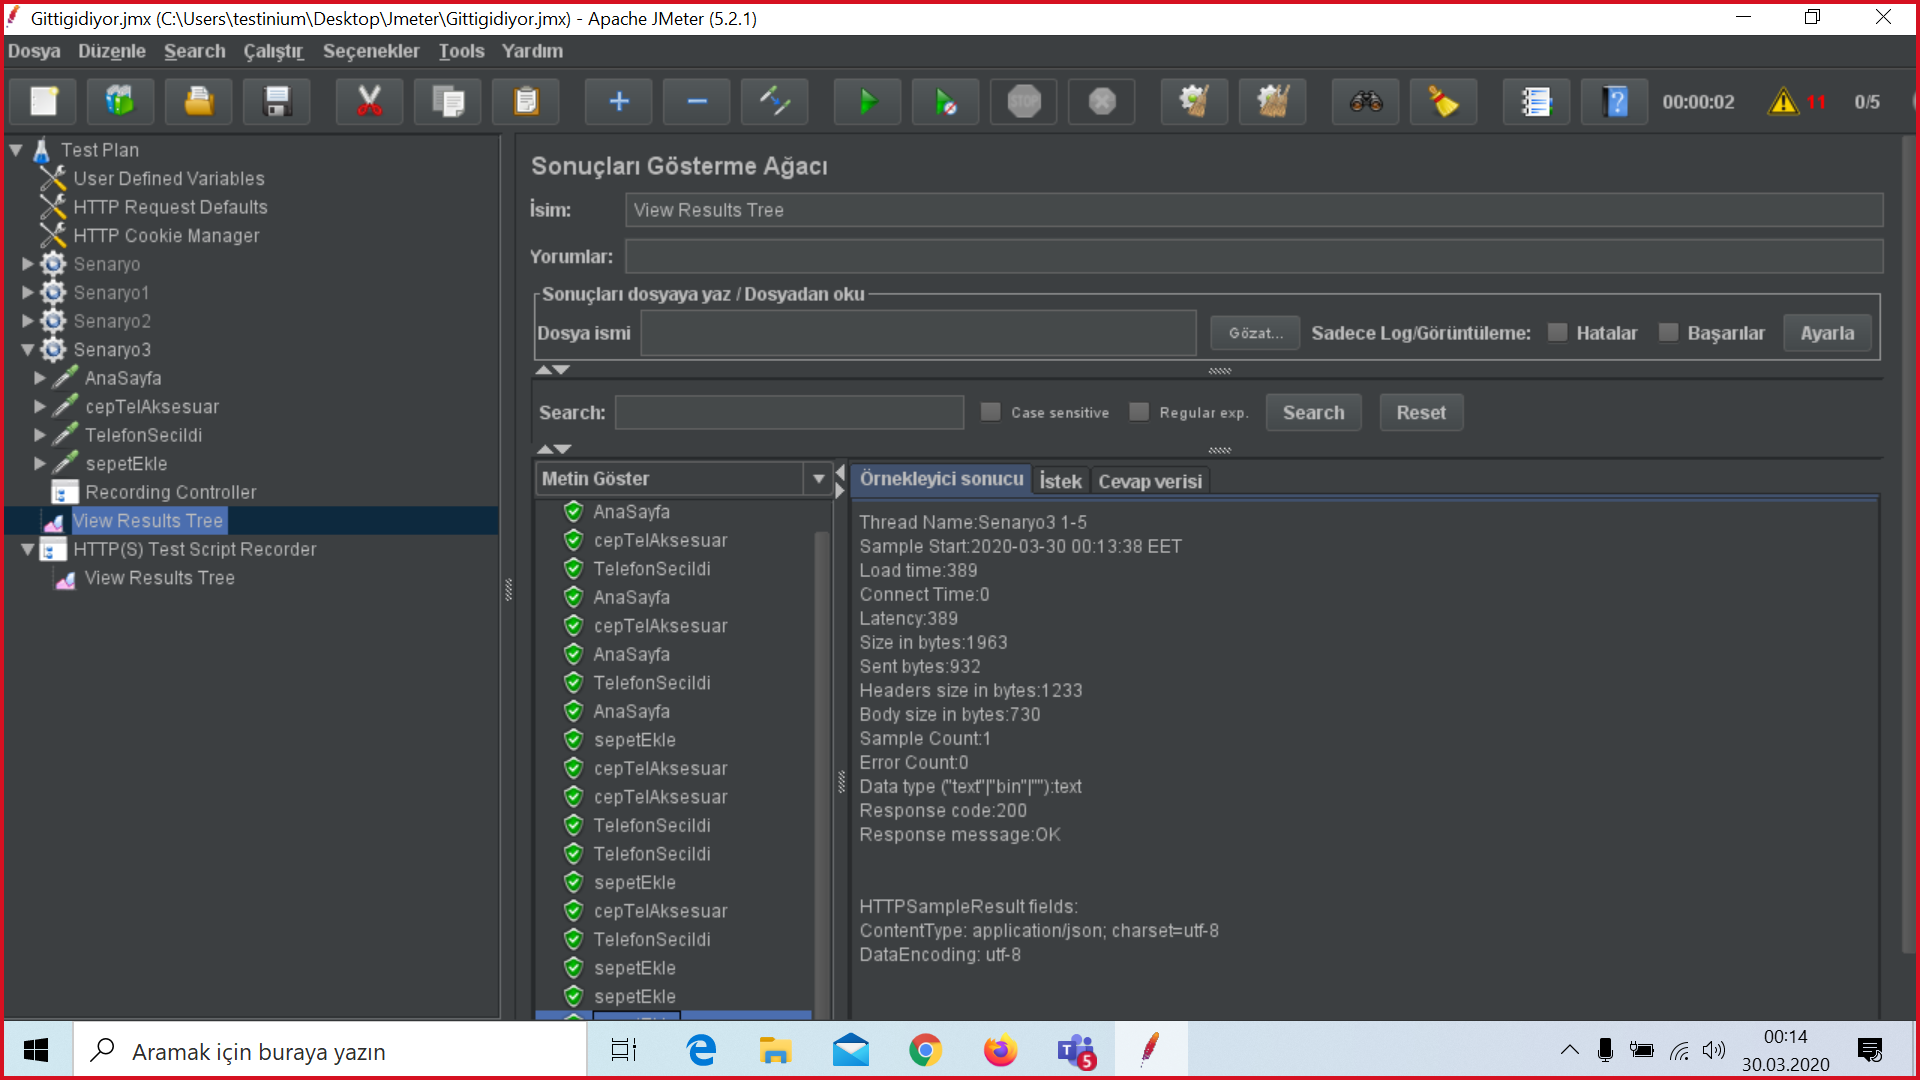 Gittigidiyor.jmx (C:\Users\testinium\Desktop\Jmeter\Gittigidiyor.jmx) - Apache JMeter (5.2.1)
Dosya Düzenle Search Çalıştır Seçenekler Tools Yardım
STOP 00:00:02 11 0/5
Test Plan
User Defined Variables
HTTP Request Defaults
HTTP Cookie Manager
Senaryo
Senaryo1
Senaryo2
Senaryo3
AnaSayfa
cepTelAksesuar
TelefonSecildi
sepetEkle
Recording Controller
View Results Tree
HTTP(S) Test Script Recorder
View Results Tree
Sonuçları Gösterme Ağacı
İsim: View Results Tree
Yorumlar:
Sonuçları dosyaya yaz / Dosyadan oku
Dosya ismi Gözat... Sadece Log/Görüntüleme: Hatalar Başarılar Ayarla
Search: Case sensitive Regular exp. Search Reset
Metin Göster
AnaSayfa
cepTelAksesuar
TelefonSecildi
AnaSayfa
cepTelAksesuar
AnaSayfa
TelefonSecildi
AnaSayfa
sepetEkle
cepTelAksesuar
cepTelAksesuar
TelefonSecildi
TelefonSecildi
sepetEkle
cepTelAksesuar
TelefonSecildi
sepetEkle
sepetEkle
Örnekleyici sonucu İstek Cevap verisi
Thread Name:Senaryo3 1-5
Sample Start:2020-03-30 00:13:38 EET
Load time:389
Connect Time:0
Latency:389
Size in bytes:1963
Sent bytes:932
Headers size in bytes:1233
Body size in bytes:730
Sample Count:1
Error Count:0
Data type ("text"|"bin"|""):text
Response code:200
Response message:OK
HTTPSampleResult fields:
ContentType: application/json; charset=utf-8
DataEncoding: utf-8
Aramak için buraya yazın
T 5
00:14
30.03.2020